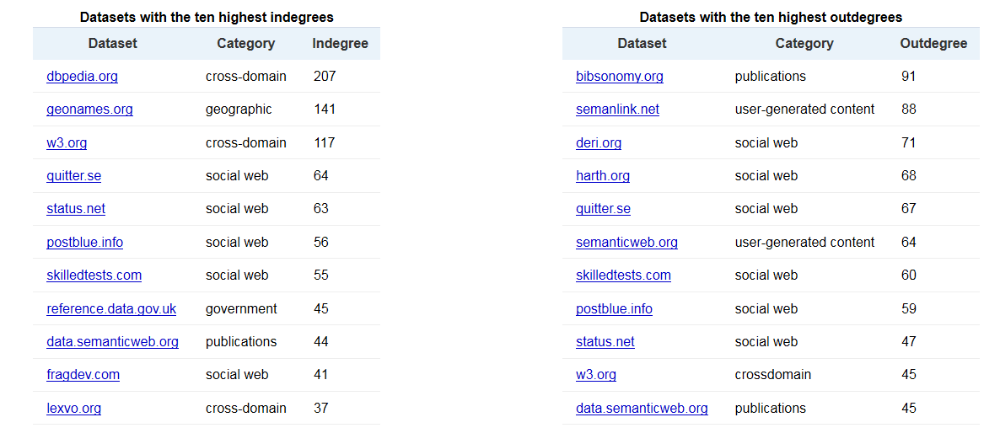 Datasets with the ten highest indegrees
Dataset Category Indegree
dbpedia.org cross-domain 207
geonames.org geographic 141
w3.org cross-domain 117
quitter.se social web 64
status.net social web 63
postblue.info social web 56
skilledtests.com social web 55
reference.data.gov.uk government 45
data.semanticweb.org publications 44
fragdev.com social web 41
lexvo.org cross-domain 37
Datasets with the ten highest outdegrees
Dataset Category Outdegree
bibsonomy.org publications 91
semanlink.net user-generated content 88
deri.org social web 71
harth.org social web 68
quitter.se social web 67
semanticweb.org user-generated content 64
skilledtests.com social web 60
postblue.info social web 59
status.net social web 47
w3.org crossdomain 45
data.semanticweb.org publications 45